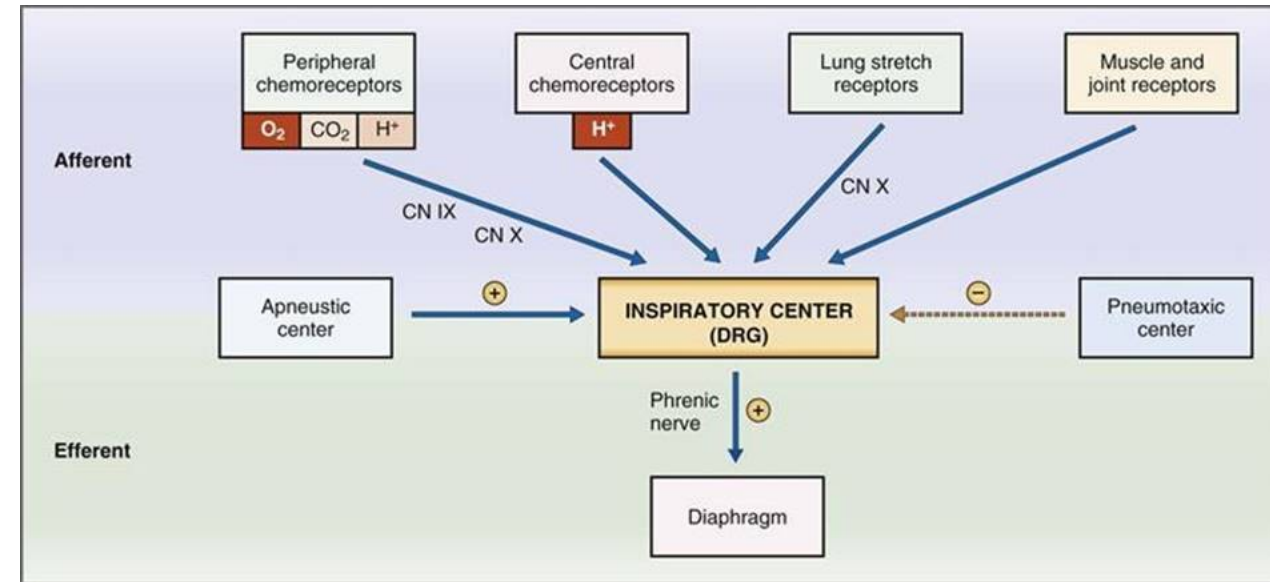 Peripheral
chemoreceptors
O₂ CO₂ H⁺
Central
chemoreceptors
H⁺
Lung stretch
receptors
Muscle and
joint receptors
Afferent
CN IX
CN X
CN X
Apneustic
center
+
INSPIRATORY CENTER
(DRG)
−
Pneumotaxic
center
Phrenic
nerve
+
Efferent
Diaphragm